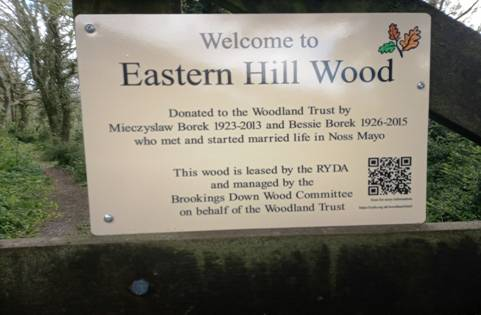 Welcome to
Eastern Hill Wood
Donated to the Woodland Trust by
Mieczyslaw Borek 1923-2013 and Bessie Borek 1926-2015
who met and started married life in Noss Mayo
This wood is leased by the RYDA
and managed by the
Brookings Down Wood Committee
on behalf of the Woodland Trust